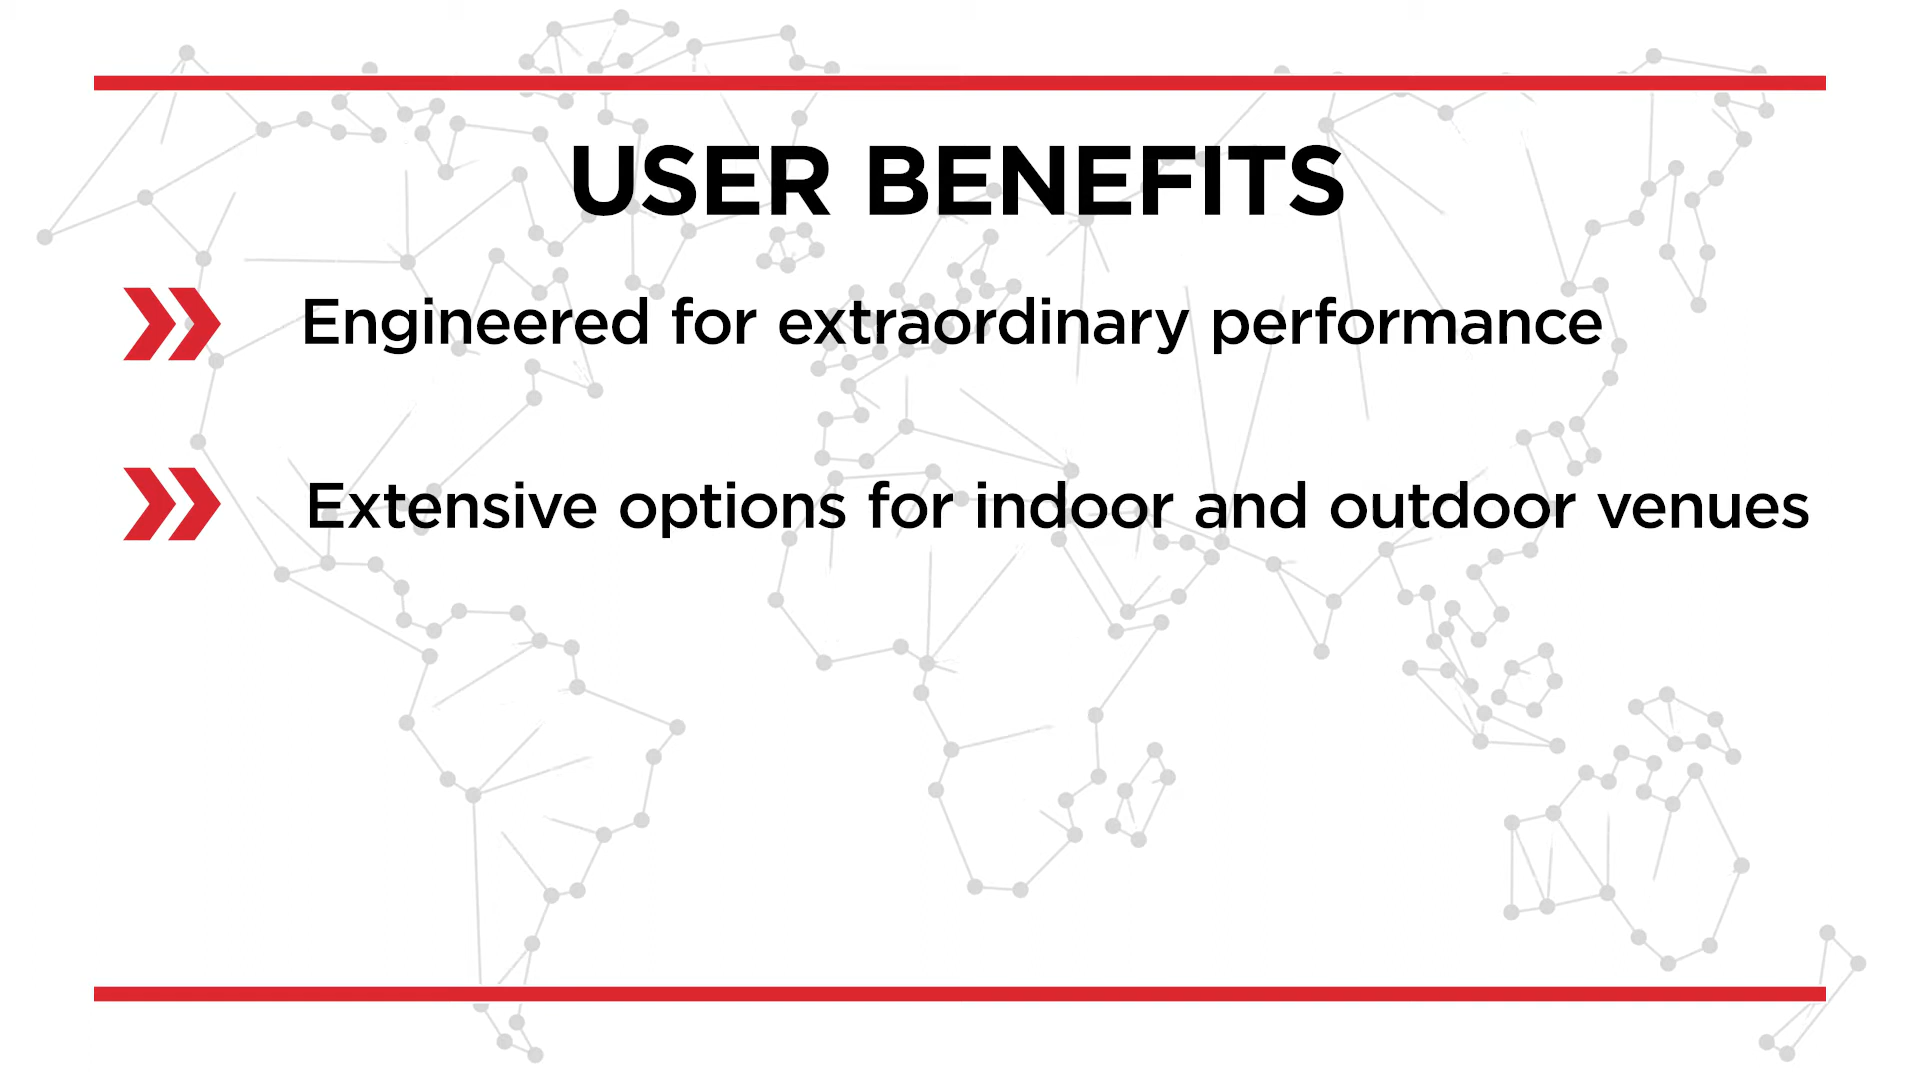 USER BENEFITS
Engineered for extraordinary performance
Extensive options for indoor and outdoor venues